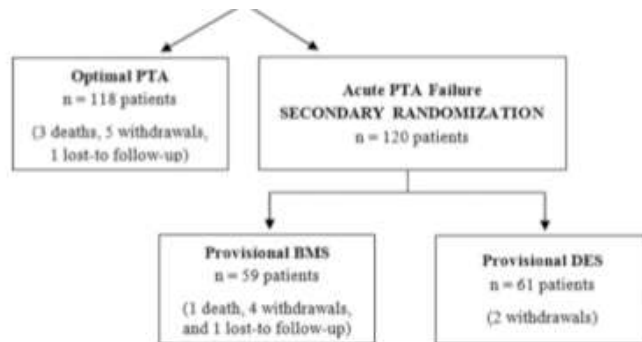 Optimal PTA
n = 118 patients
(3 deaths, 5 withdrawals,
1 lost-to follow-up)
Acute PTA Failure
SECONDARY RANDOMIZATION
n = 120 patients
Provisional BMS
n = 59 patients
(1 death, 4 withdrawals,
and 1 lost-to follow-up)
Provisional DES
n = 61 patients
(2 withdrawals)